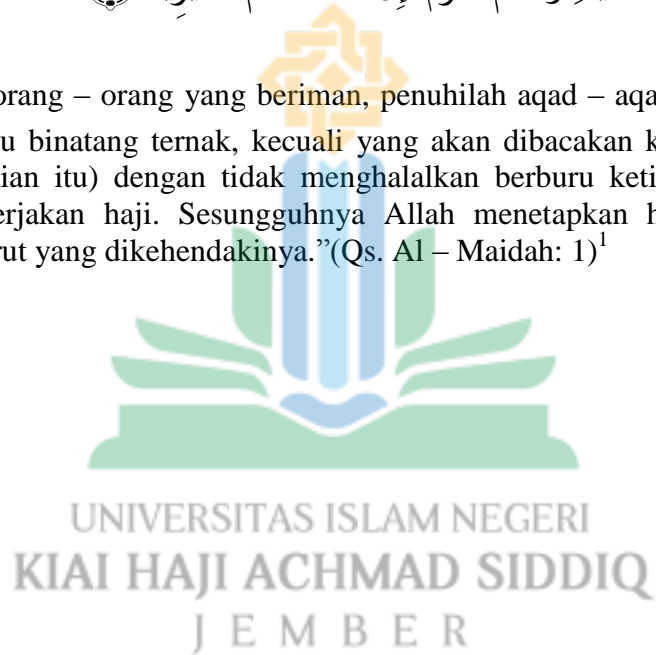 orang – orang yang beriman, penuhilah aqad – aqa
u binatang ternak, kecuali yang akan dibacakan k
ian itu) dengan tidak menghalalkan berburu keti
erjakan haji. Sesungguhnya Allah menetapkan h
rut yang dikehendakinya.”(Qs. Al – Maidah: 1)1
UNIVERSITAS ISLAM NEGERI
KIAI HAJI ACHMAD SIDDIQ
JEMBER